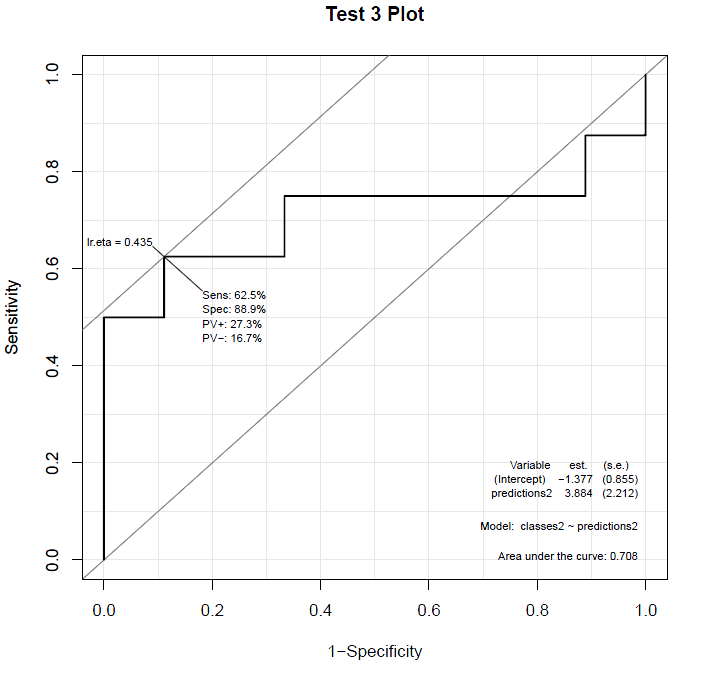 Test 3 Plot
1.0
0.8
0.6
0.4
0.2
0.0
Sensitivity
lr.eta = 0.435
Sens: 62.5%
Spec: 88.9%
PV+: 27.3%
PV−: 16.7%
Variable est. (s.e.)
(Intercept) −1.377 (0.855)
predictions2 3.884 (2.212)
Model: classes2 ~ predictions2
Area under the curve: 0.708
0.0 0.2 0.4 0.6 0.8 1.0
1−Specificity